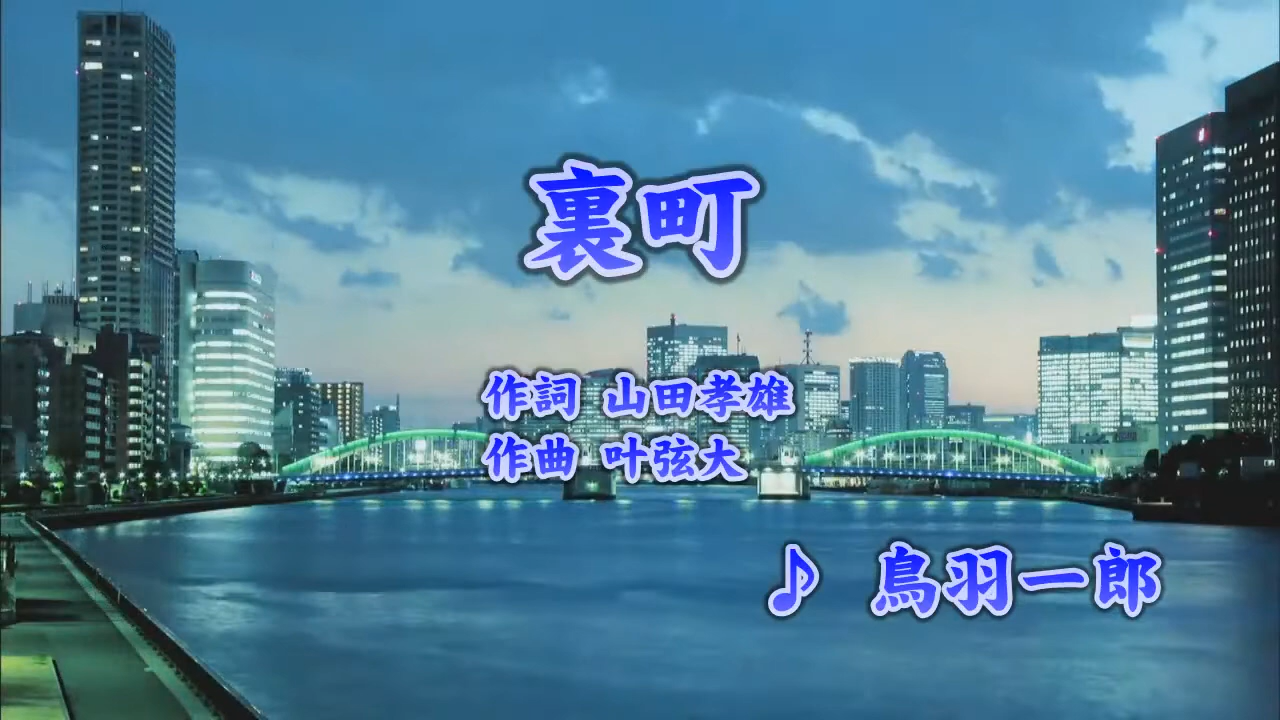 裏町
作詞 山田孝雄
作曲 叶弦大
♪ 鳥羽一郎